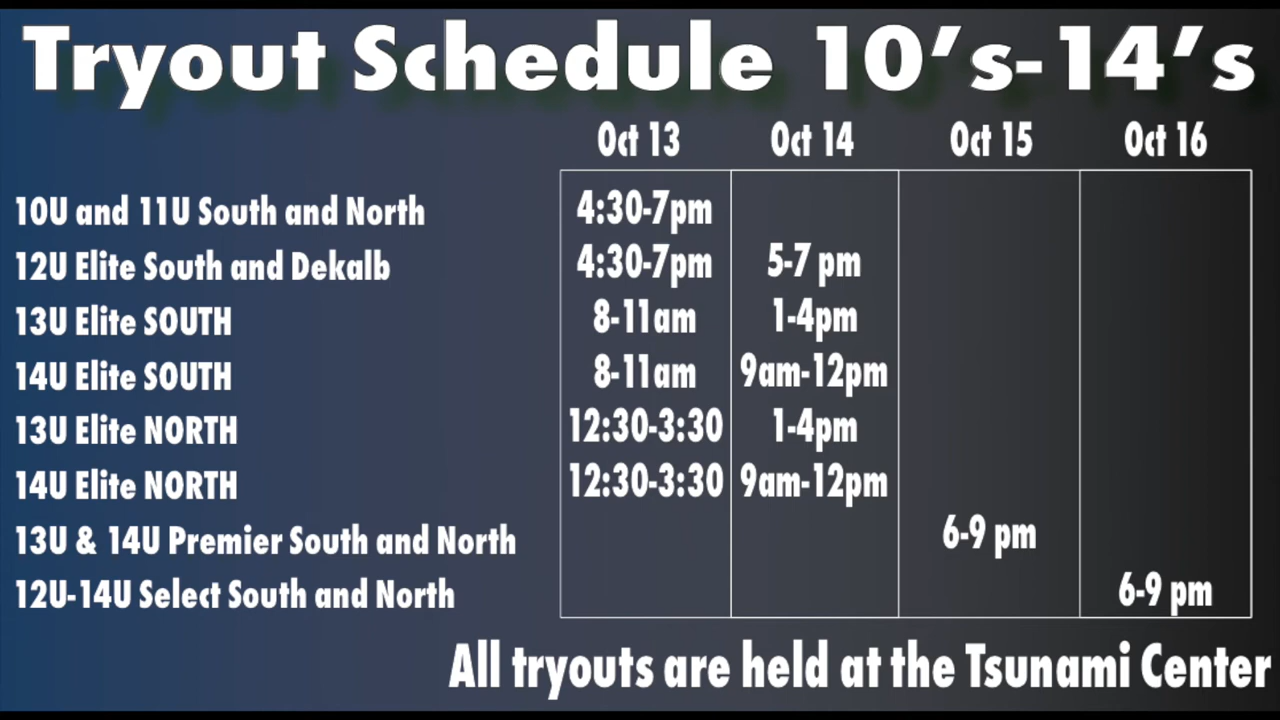 Tryout Schedule 10's-14's
Oct 13 Oct 14 Oct 15 Oct 16
10U and 11U South and North 4:30-7pm
12U Elite South and Dekalb 4:30-7pm 5-7 pm
13U Elite SOUTH 8-11am 1-4pm
14U Elite SOUTH 8-11am 9am-12pm
13U Elite NORTH 12:30-3:30 1-4pm
14U Elite NORTH 12:30-3:30 9am-12pm
13U & 14U Premier South and North 6-9 pm
12U-14U Select South and North 6-9 pm
All tryouts are held at the Tsunami Center